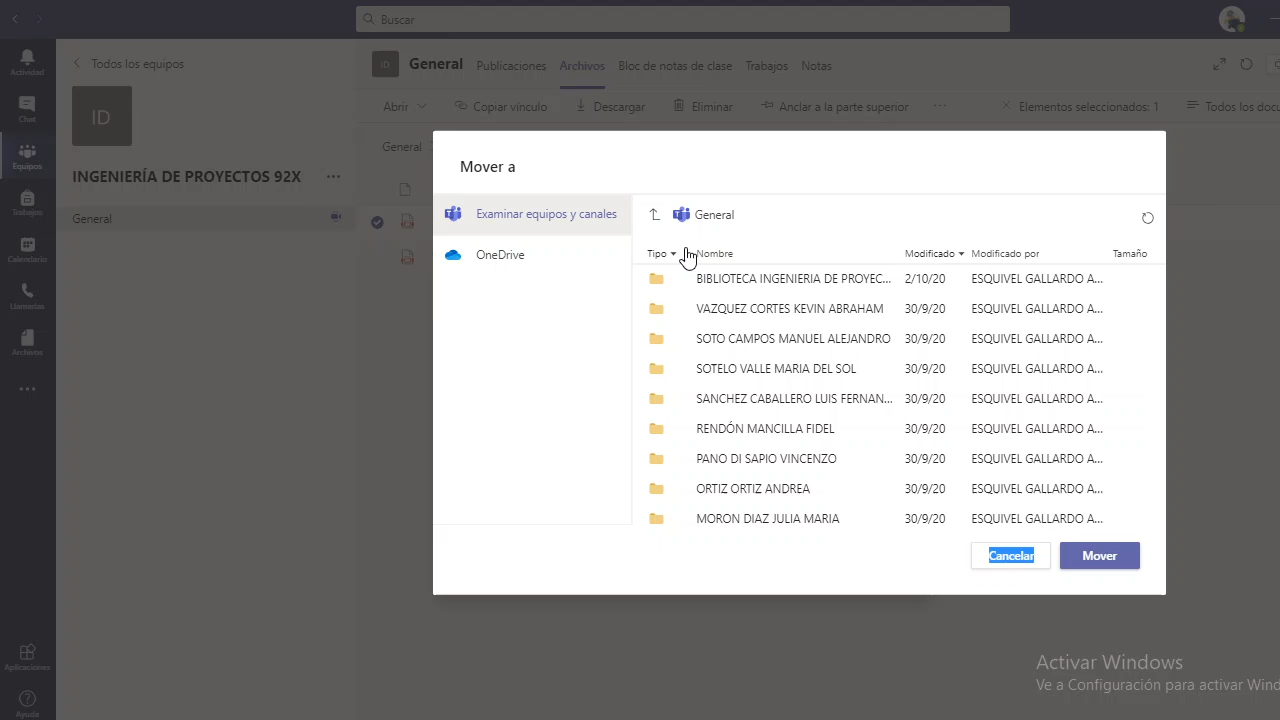 Buscar
Actividad
Chat
Equipos
Trabajos
Calendario
Llamadas
Archivos
Aplicaciones
Ayuda
Todos los equipos
ID
INGENIERÍA DE PROYECTOS 92X
General
ID
General Publicaciones Archivos Bloc de notas de clase Trabajos Notas
Abrir Copiar vínculo Descargar Eliminar Anclar a la parte superior ... Elementos seleccionados: 1 Todos los docu
General
Mover a
Examinar equipos y canales
OneDrive
General
Tipo Nombre Modificado Modificado por Tamaño
BIBLIOTECA INGENIERIA DE PROYEC... 2/10/20 ESQUIVEL GALLARDO A...
VAZQUEZ CORTES KEVIN ABRAHAM 30/9/20 ESQUIVEL GALLARDO A...
SOTO CAMPOS MANUEL ALEJANDRO 30/9/20 ESQUIVEL GALLARDO A...
SOTELO VALLE MARIA DEL SOL 30/9/20 ESQUIVEL GALLARDO A...
SANCHEZ CABALLERO LUIS FERNAN... 30/9/20 ESQUIVEL GALLARDO A...
RENDÓN MANCILLA FIDEL 30/9/20 ESQUIVEL GALLARDO A...
PANO DI SAPIO VINCENZO 30/9/20 ESQUIVEL GALLARDO A...
ORTIZ ORTIZ ANDREA 30/9/20 ESQUIVEL GALLARDO A...
MORON DIAZ JULIA MARIA 30/9/20 ESQUIVEL GALLARDO A...
Cancelar Mover
Activar Windows
Ve a Configuración para activar Wind